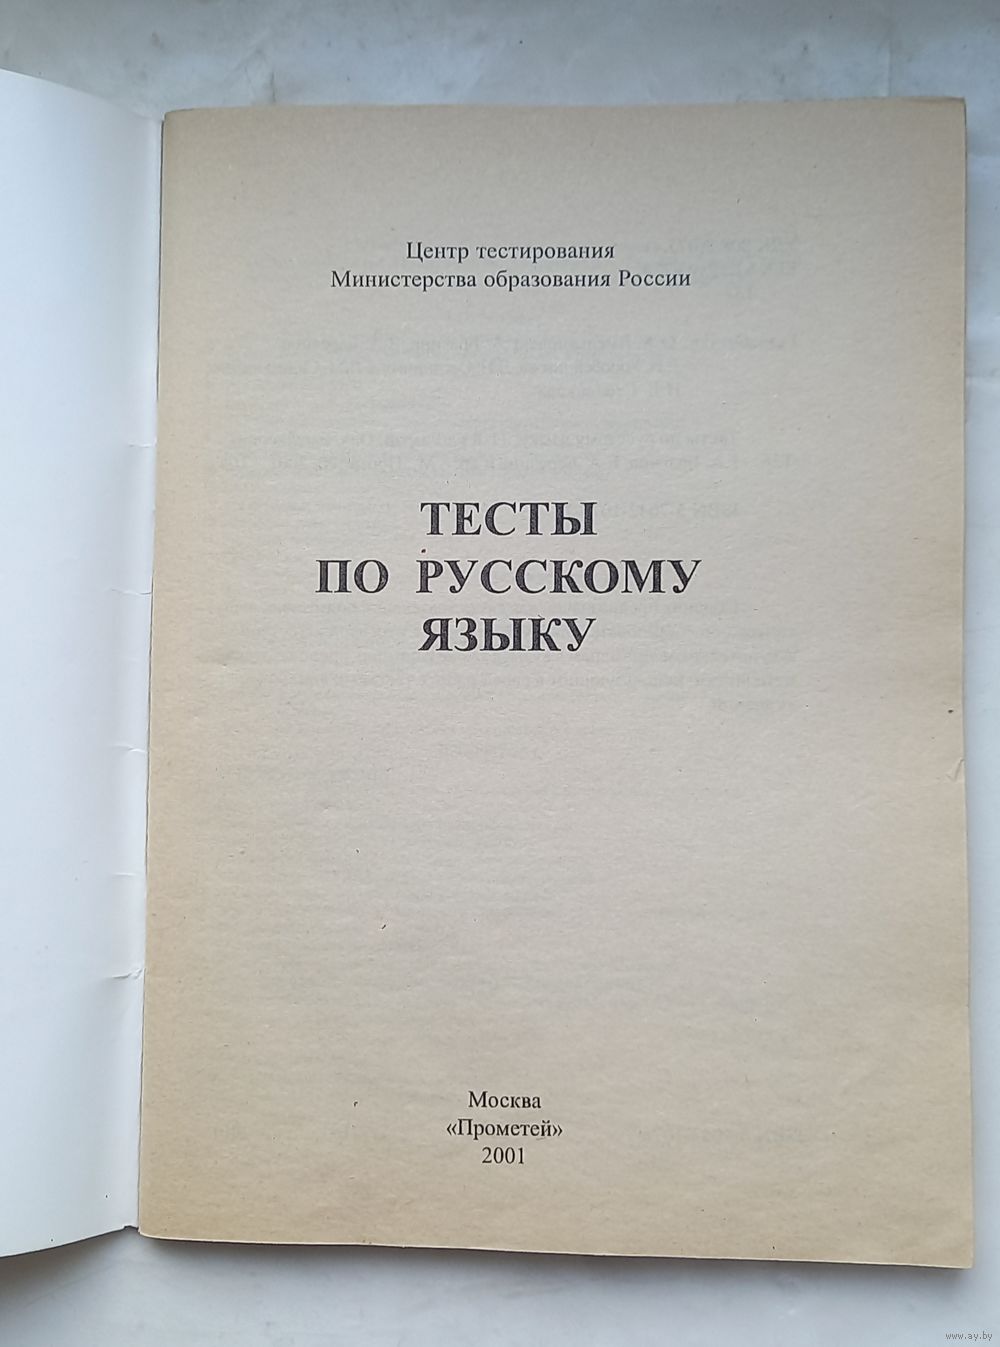 Центр тестирования
Министерства образования России
ТЕСТЫ
ПО РУССКОМУ
ЯЗЫКУ
Москва
«Прометей»
2001
www.ay.by